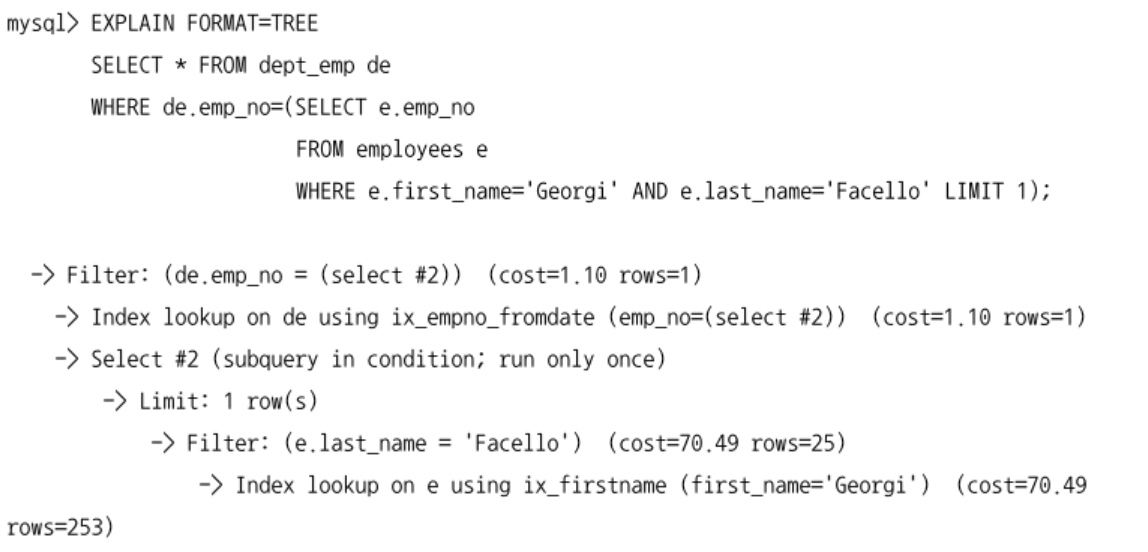 mysql> EXPLAIN FORMAT=TREE
SELECT * FROM dept_emp de
WHERE de.emp_no=(SELECT e.emp_no
FROM employees e
WHERE e.first_name='Georgi' AND e.last_name='Facello' LIMIT 1);
-> Filter: (de.emp_no = (select #2))  (cost=1.10 rows=1)
-> Index lookup on de using ix_empno_fromdate (emp_no=(select #2))  (cost=1.10 rows=1)
-> Select #2 (subquery in condition; run only once)
-> Limit: 1 row(s)
-> Filter: (e.last_name = 'Facello')  (cost=70.49 rows=25)
-> Index lookup on e using ix_firstname (first_name='Georgi')  (cost=70.49
rows=253)